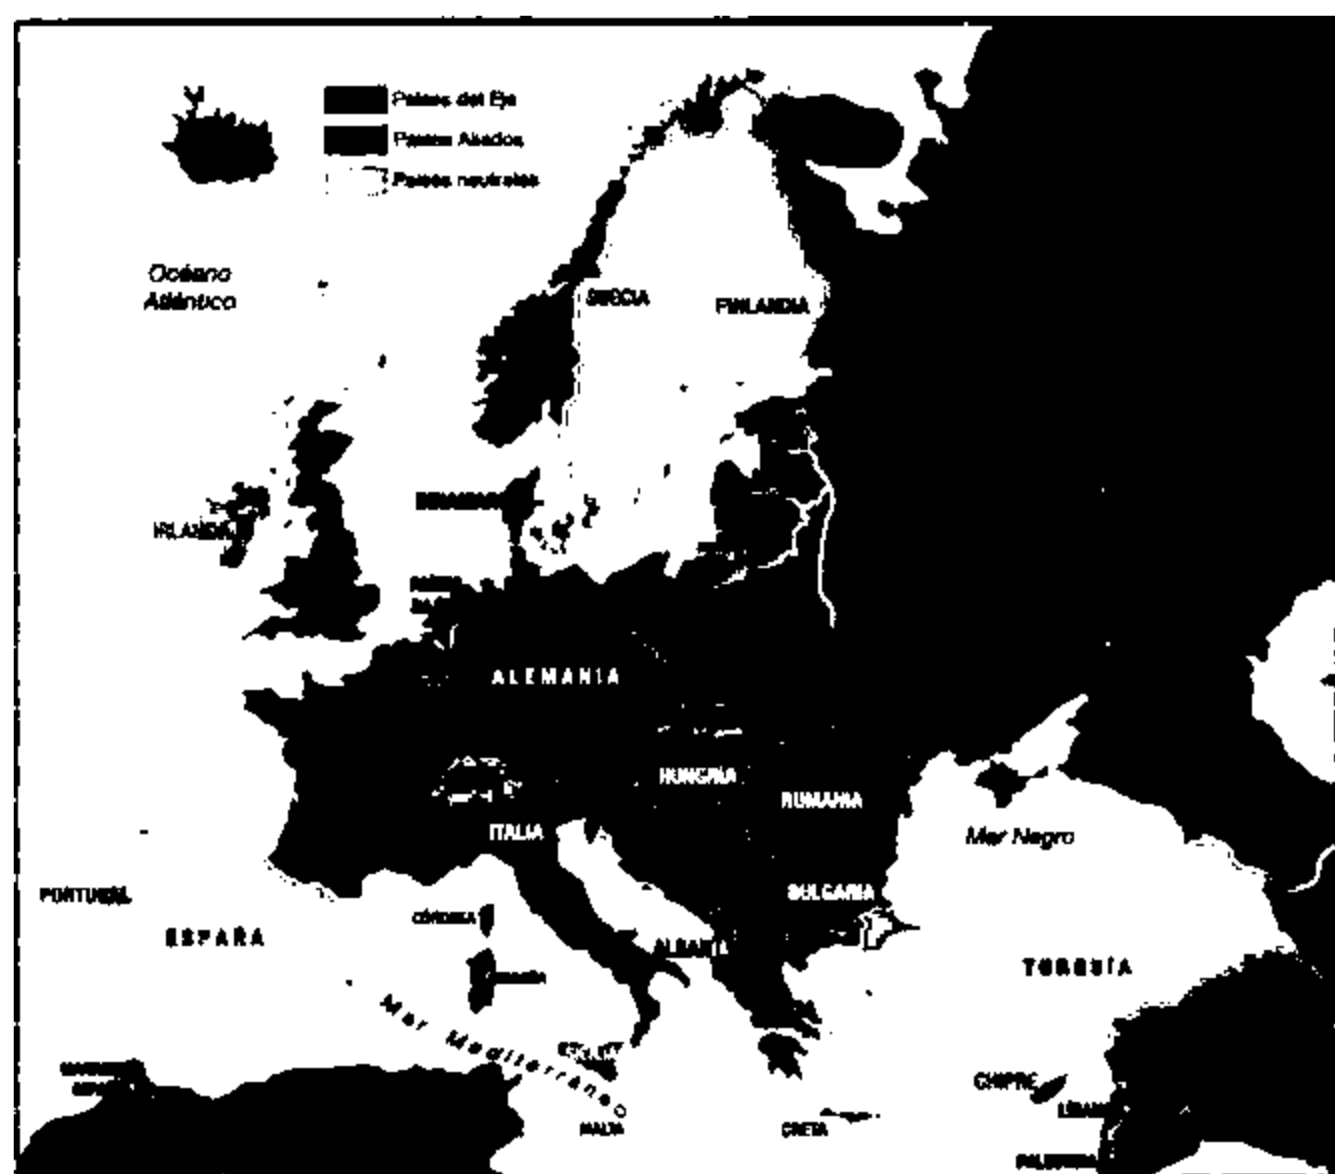 Países del Eje
Países Aliados
Países neutrales
Océano
Atlántico
SUECIA
FINLANDIA
IRLANDA
ALEMANIA
HUNGRÍA
RUMANIA
ITALIA
Mar Negro
BULGARIA
PORTUGAL
CÓRCEGA
ESPAÑA
TURQUÍA
Mar Mediterráneo
CHIPRE
MALTA
CRETA